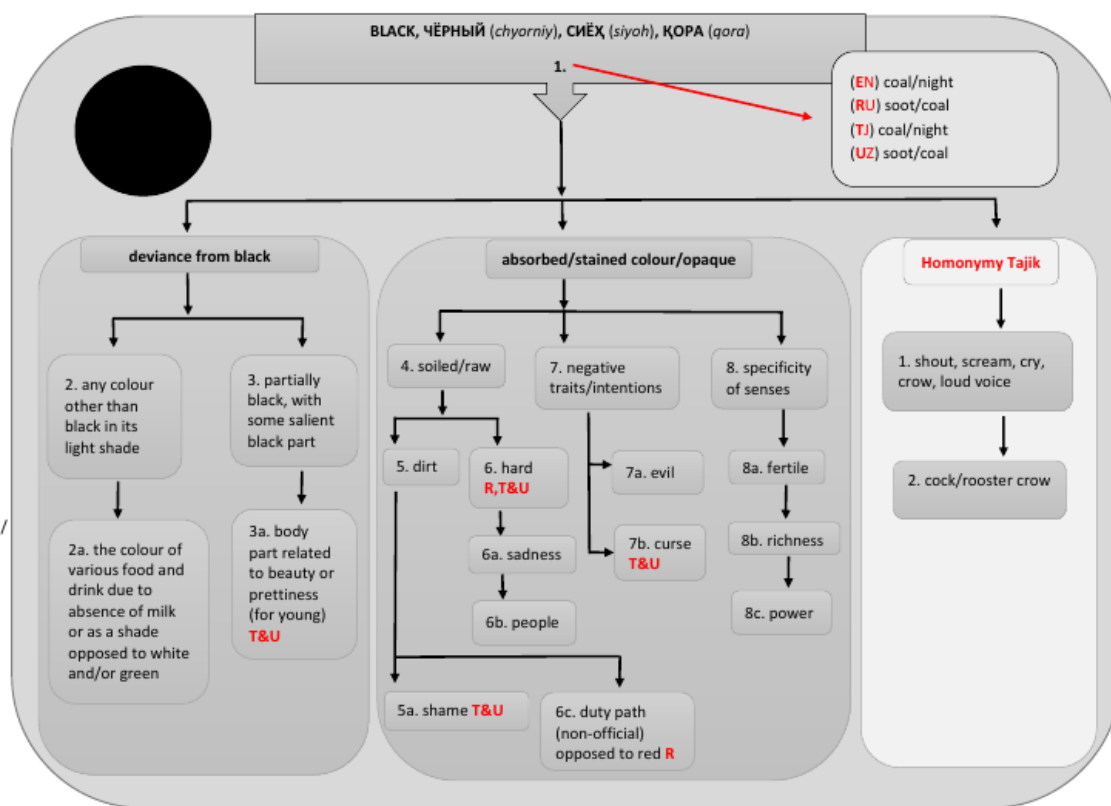 BLACK, ЧЁРНЫЙ (chyorniy), СИЁҲ (siyoh), ҚОРА (qora)
1.
(EN) coal/night
(RU) soot/coal
(TJ) coal/night
(UZ) soot/coal
deviance from black
2. any colour
other than
black in its
light shade
3. partially
black, with
some salient
black part
2a. the colour of
various food and
drink due to
absence of milk
or as a shade
opposed to white
and/or green
3a. body
part related
to beauty or
prettiness
(for young)
T&U
absorbed/stained colour/opaque
4. soiled/raw
7. negative
traits/intentions
8. specificity
of senses
5. dirt
6. hard
R,T&U
7a. evil
8a. fertile
6a. sadness
7b. curse
T&U
8b. richness
6b. people
8c. power
5a. shame T&U
6c. duty path
(non-official)
opposed to red R
Homonymy Tajik
1. shout, scream, cry,
crow, loud voice
2. cock/rooster crow
/